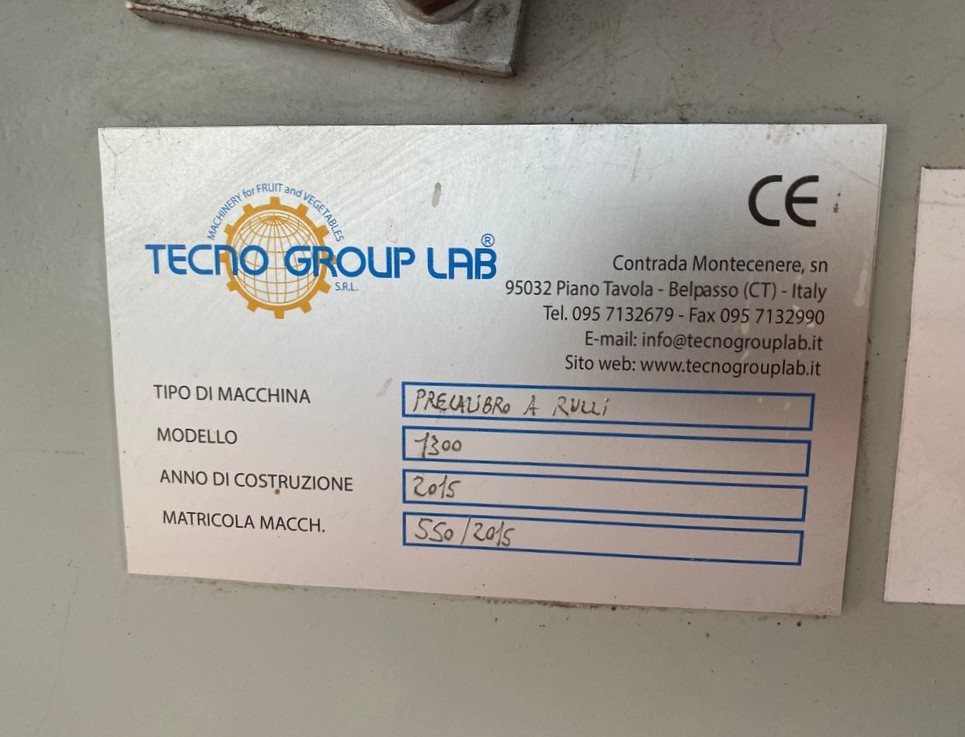 MACHINERY for FRUIT and VEGETABLES
TECNO GROUP LAB®
S.R.L.
CE
Contrada Montecenere, sn
95032 Piano Tavola - Belpasso (CT) - Italy
Tel. 095 7132679 - Fax 095 7132990
E-mail: info@tecnogrouplab.it
Sito web: www.tecnogrouplab.it
TIPO DI MACCHINA PRECALIBRO A RULLI
MODELLO 1300
ANNO DI COSTRUZIONE 2015
MATRICOLA MACCH. 550/2015